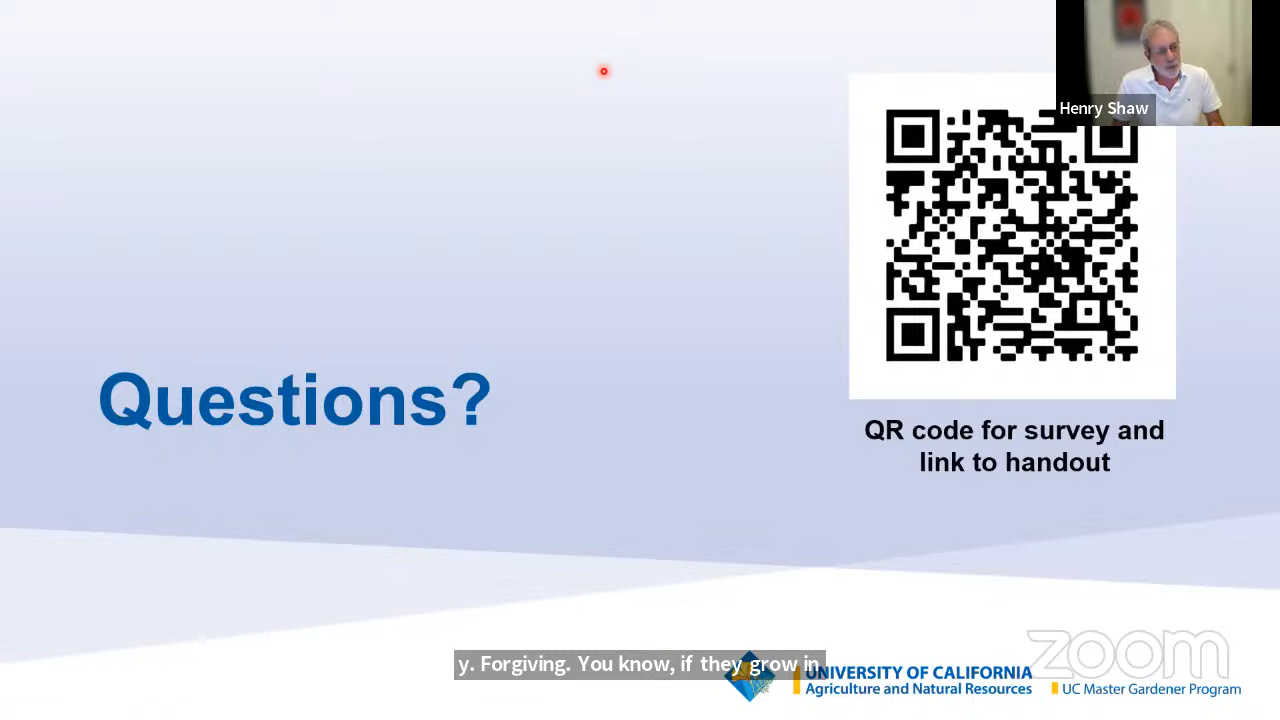 Henry Shaw
Questions?
QR code for survey and
link to handout
zoom
y. Forgiving. You know, if they grow in
UNIVERSITY OF CALIFORNIA
Agriculture and Natural Resources
UC Master Gardener Program